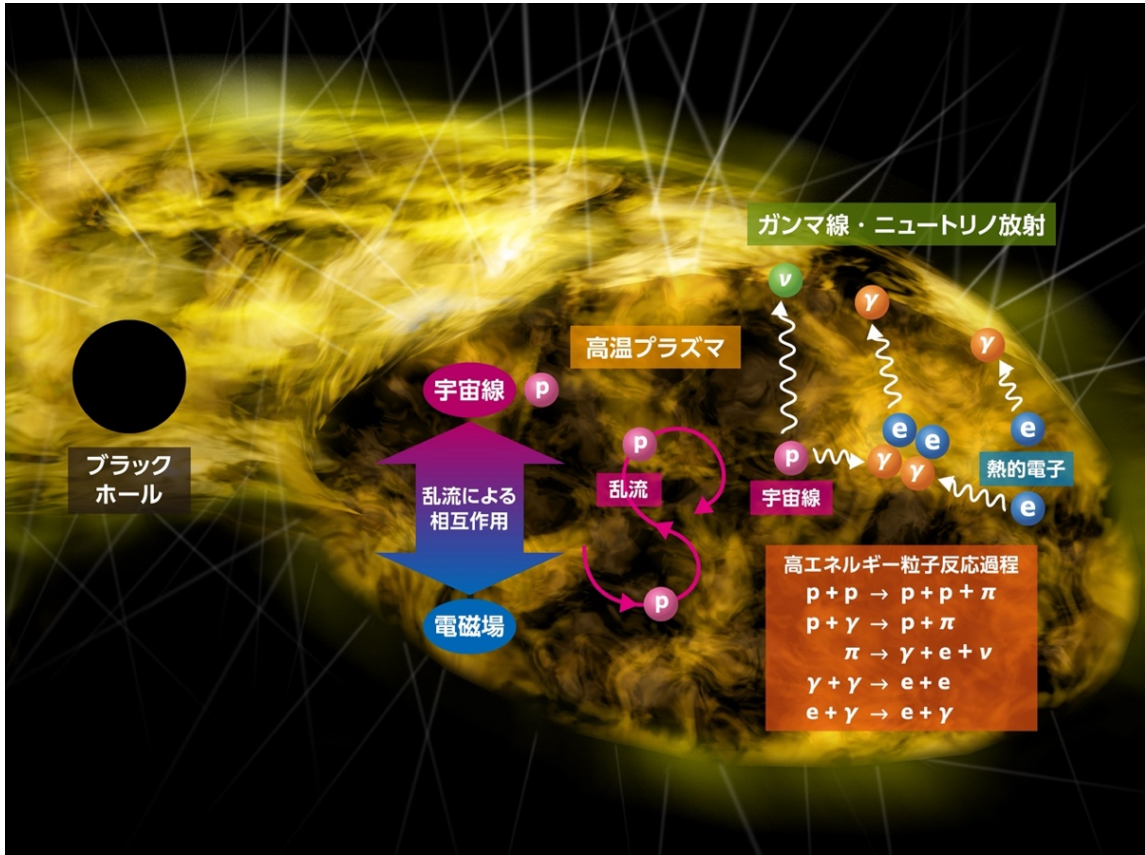 ガンマ線・ニュートリノ放射
ν
γ
γ
高温プラズマ
宇宙線
p
ブラック
ホール
乱流による
相互作用
電磁場
p
乱流
p
p
宇宙線
e
e
γ
γ
e
熱的電子
e
高エネルギー粒子反応過程
p + p → p + p + π
p + γ → p + π
π → γ + e + ν
γ + γ → e + e
e + γ → e + γ